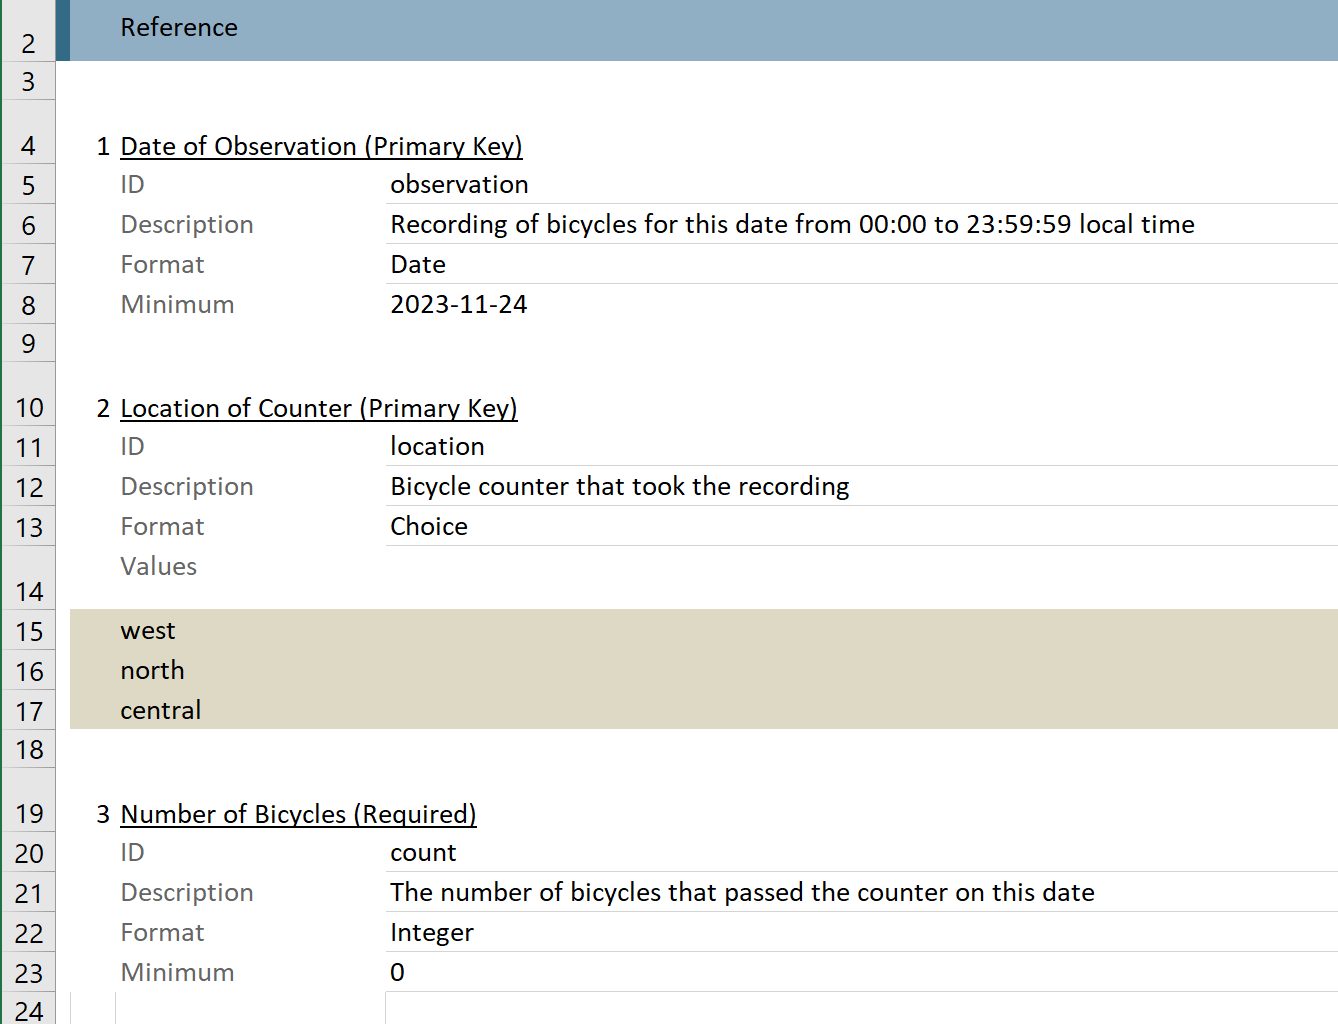 2 Reference
3
4 1 Date of Observation (Primary Key)
5 ID observation
6 Description Recording of bicycles for this date from 00:00 to 23:59:59 local time
7 Format Date
8 Minimum 2023-11-24
9
10 2 Location of Counter (Primary Key)
11 ID location
12 Description Bicycle counter that took the recording
13 Format Choice
14 Values
15 west
16 north
17 central
18
19 3 Number of Bicycles (Required)
20 ID count
21 Description The number of bicycles that passed the counter on this date
22 Format Integer
23 Minimum 0
24